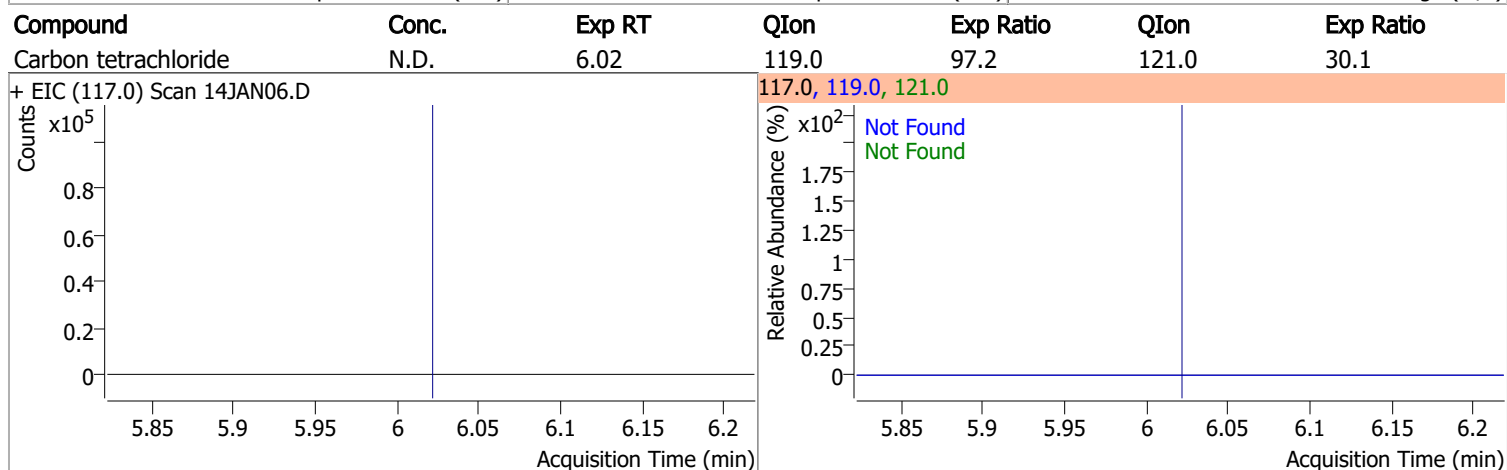 Compound Conc. Exp RT QIon Exp Ratio QIon Exp Ratio
Carbon tetrachloride N.D. 6.02 119.0 97.2 121.0 30.1
+ EIC (117.0) Scan 14JAN06.D
Counts
x10⁵
0.8
0.6
0.4
0.2
0
5.85 5.9 5.95 6 6.05 6.1 6.15 6.2
Acquisition Time (min)
117.0, 119.0, 121.0
Relative Abundance (%)
x10²
Not Found
Not Found
1.75
1.5
1.25
1
0.75
0.5
0.25
0
5.85 5.9 5.95 6 6.05 6.1 6.15 6.2
Acquisition Time (min)